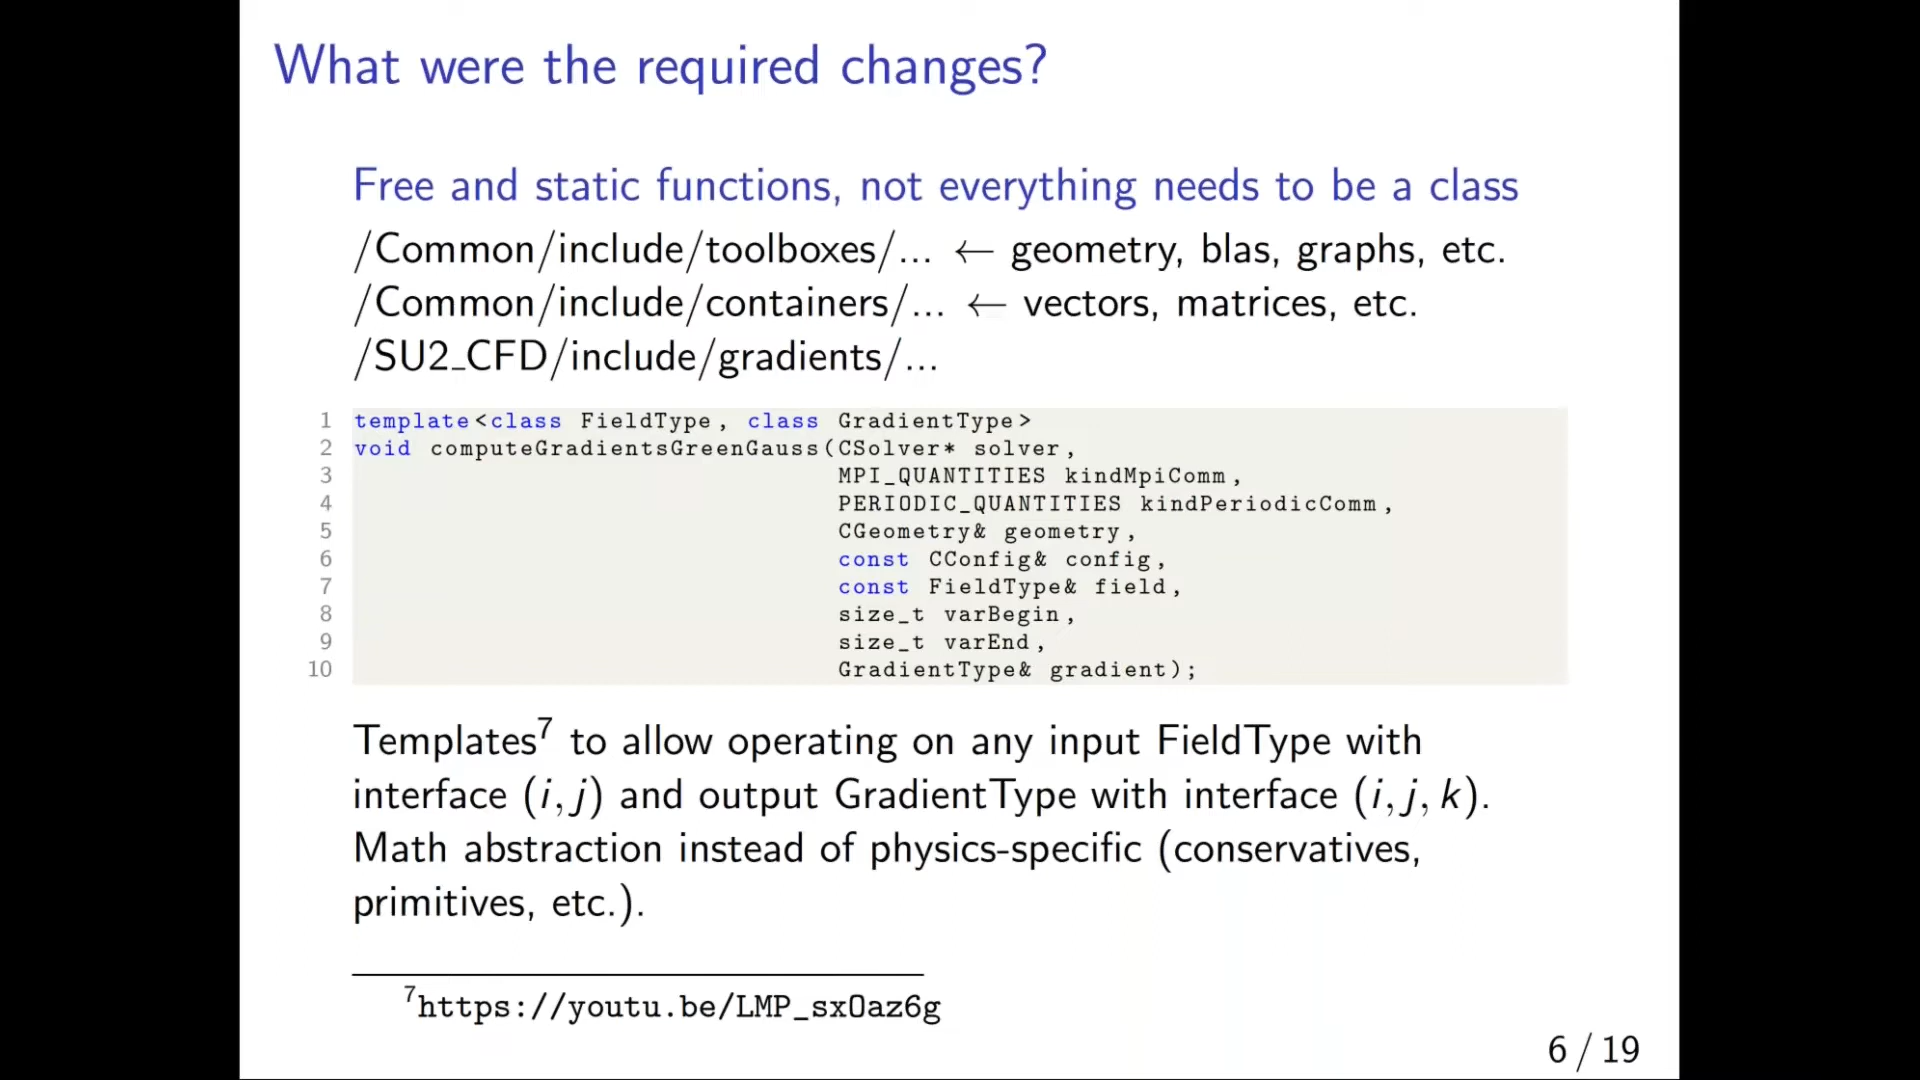 What were the required changes?
Free and static functions, not everything needs to be a class
/Common/include/toolboxes/... ← geometry, blas, graphs, etc.
/Common/include/containers/... ← vectors, matrices, etc.
/SU2_CFD/include/gradients/...
1 template<class FieldType, class GradientType>
2 void computeGradientsGreenGauss(CSolver* solver,
3 MPI_QUANTITIES kindMpiComm,
4 PERIODIC_QUANTITIES kindPeriodicComm,
5 CGeometry& geometry,
6 const CConfig& config,
7 const FieldType& field,
8 size_t varBegin,
9 size_t varEnd,
10 GradientType& gradient);
Templates⁷ to allow operating on any input FieldType with
interface (i, j) and output GradientType with interface (i, j, k).
Math abstraction instead of physics-specific (conservatives,
primitives, etc.).
⁷https://youtu.be/LMP_sx0az6g
6 / 19